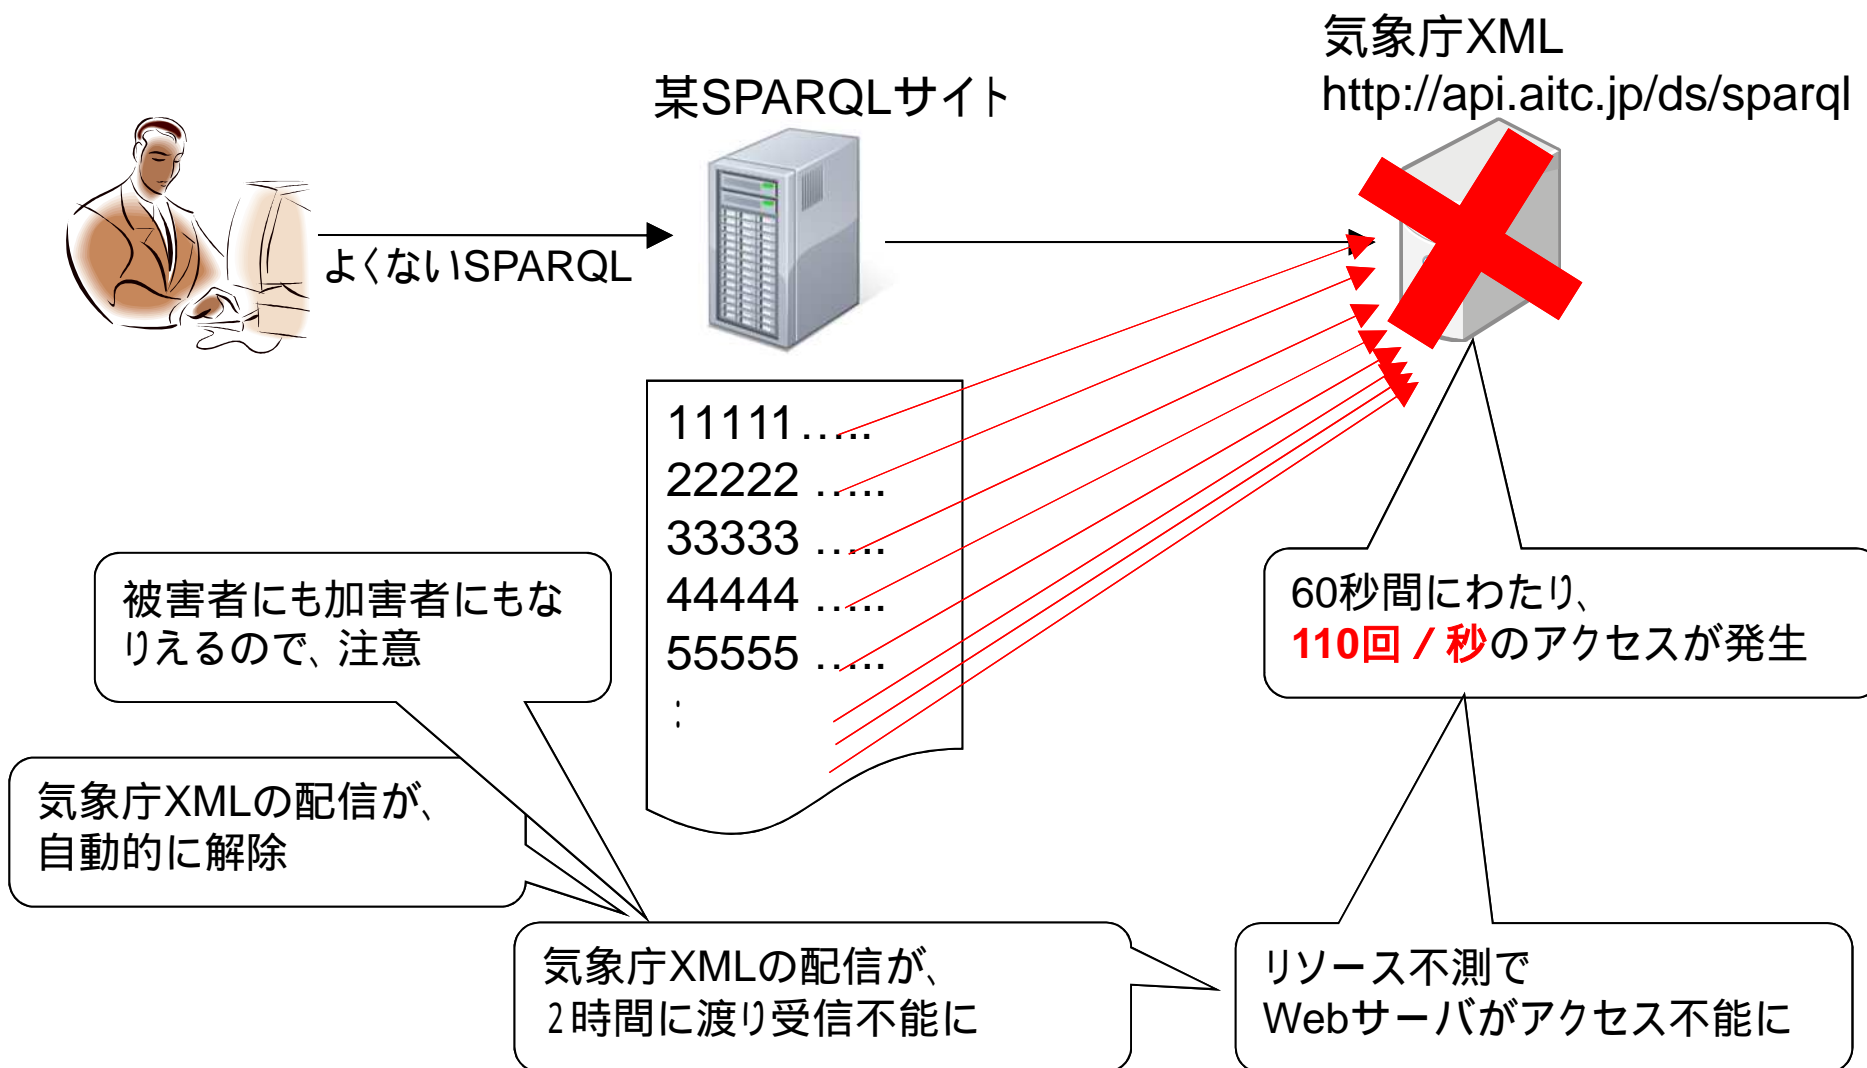 気象庁XML
http://api.aitc.jp/ds/sparql
某SPARQLサイト
よくないSPARQL
11111 .....
22222 .....
33333 .....
44444 .....
55555 .....
:
60秒間にわたり、
110回 / 秒のアクセスが発生
被害者にも加害者にもな
りえるので、注意
気象庁XMLの配信が、
自動的に解除
気象庁XMLの配信が、
2時間に渡り受信不能に
リソース不測で
Webサーバがアクセス不能に